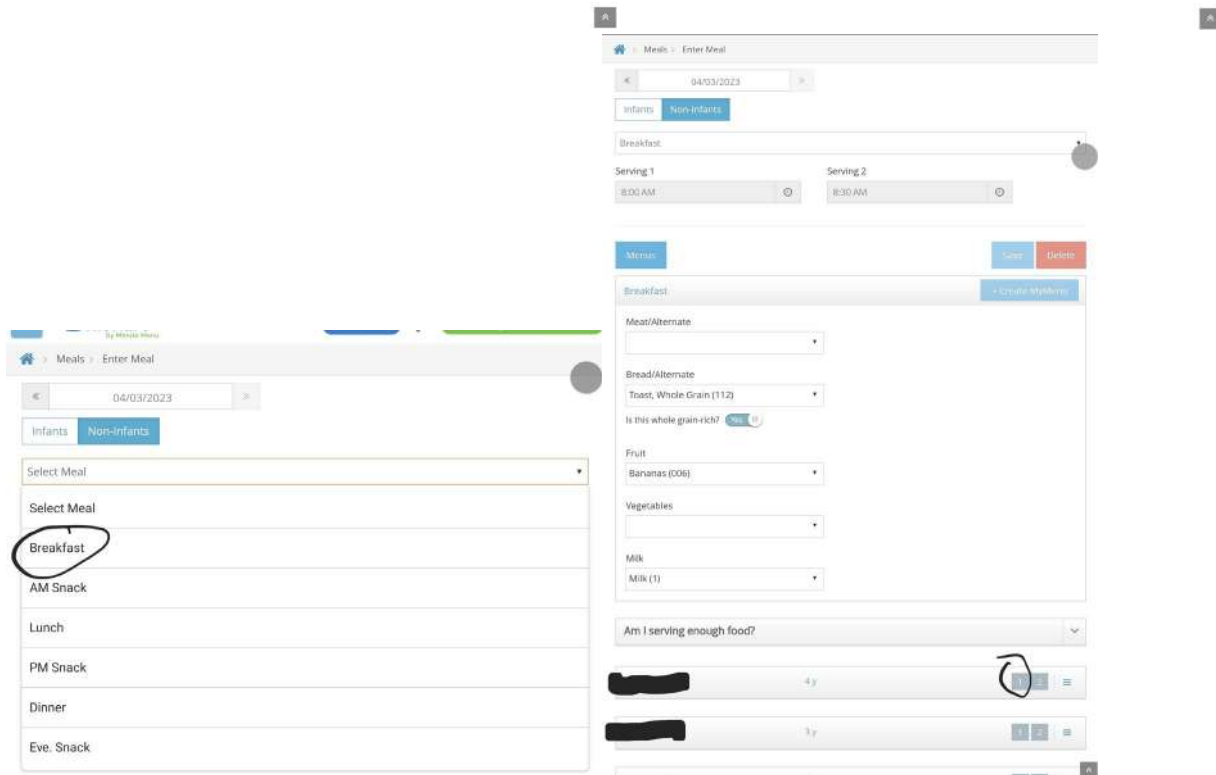 by Minute Menu
Meals > Enter Meal
04/03/2023
Infants Non-Infants
Select Meal
Select Meal
Breakfast
AM Snack
Lunch
PM Snack
Dinner
Eve. Snack
Meals > Enter Meal
04/03/2023
Infants Non-Infants
Breakfast
Serving 1 Serving 2
8:00 AM 8:30 AM
Menus Save Delete
Breakfast + Create MyMenu
Meat/Alternate
Bread/Alternate
Toast, Whole Grain (112)
Is this whole grain-rich? Yes
Fruit
Bananas (006)
Vegetables
Milk
Milk (1)
Am I serving enough food?
4 y 1 2
3 y 1 2